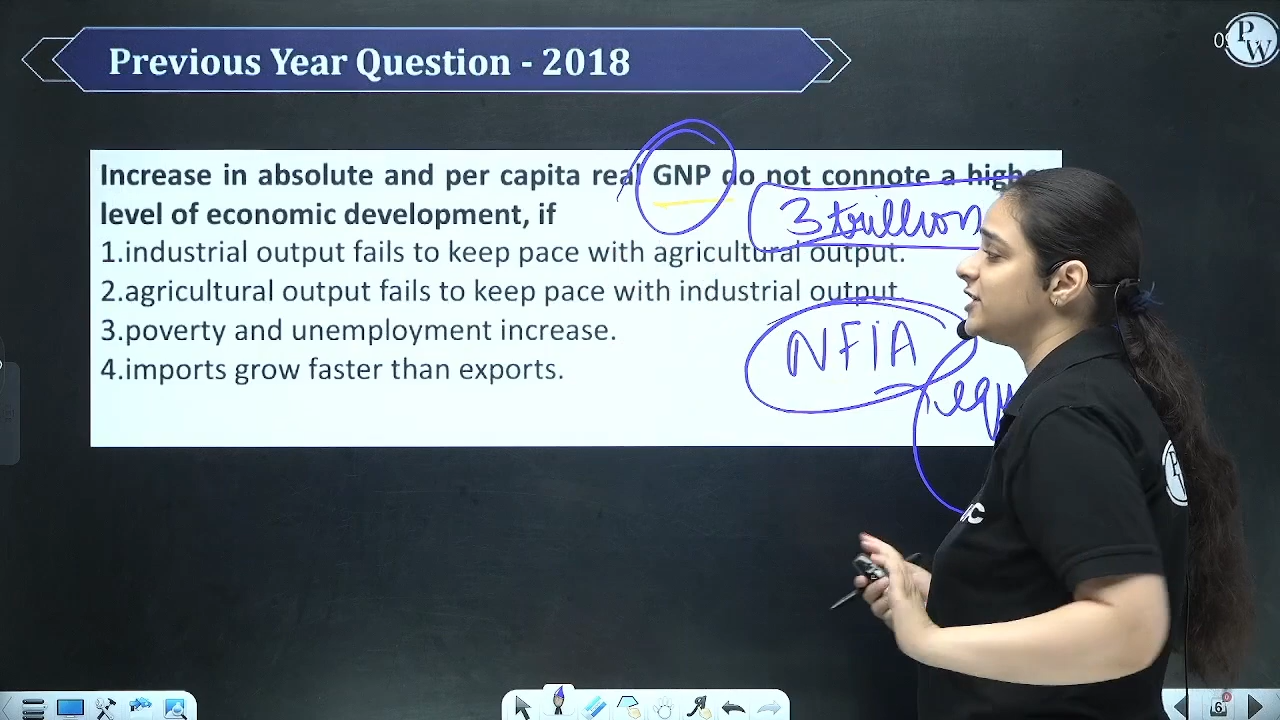 Previous Year Question - 2018
PW
Increase in absolute and per capita real GNP do not connote a
level of economic development, if
3 trillion
1.industrial output fails to keep pace with agricultural output.
2.agricultural output fails to keep pace with industrial output.
3.poverty and unemployment increase.
NFIA
4.imports grow faster than exports.
6